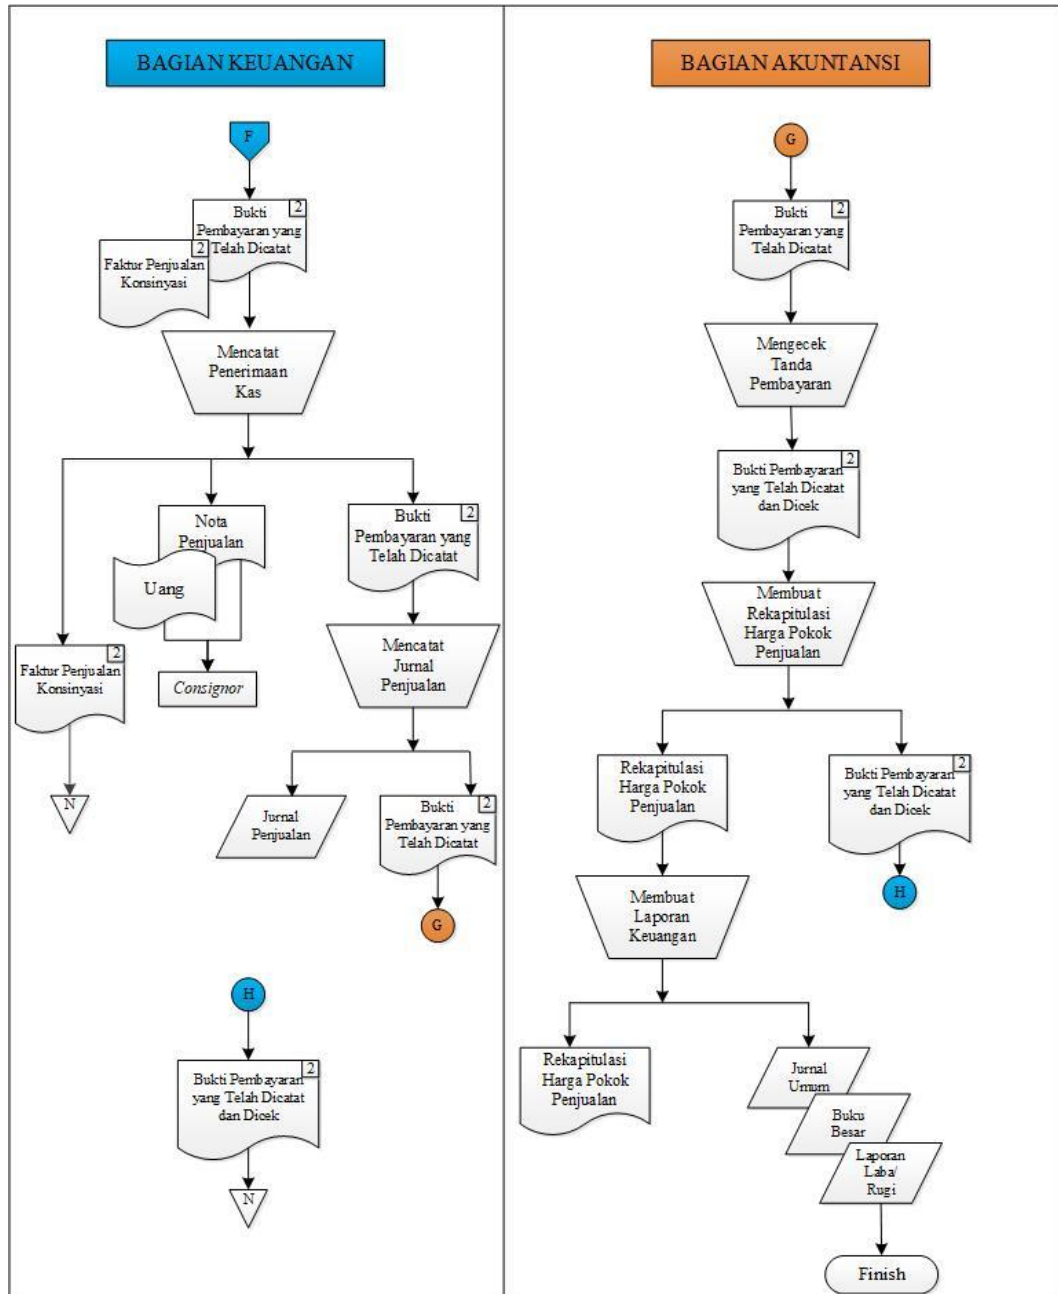 BAGIAN KEUANGAN
F
2
Bukti
Pembayaran yang
Telah Dicatat
2
Faktur Penjualan
Konsinyasi
Mencatat
Penerimaan
Kas
Nota
Penjualan
Uang
Consignor
2
Bukti
Pembayaran yang
Telah Dicatat
Mencatat
Jurnal
Penjualan
2
Faktur Penjualan
Konsinyasi
N
Jurnal
Penjualan
2
Bukti
Pembayaran yang
Telah Dicatat
G
H
2
Bukti Pembayaran
yang Telah Dicatat
dan Dicek
N
BAGIAN AKUNTANSI
G
2
Bukti
Pembayaran yang
Telah Dicatat
Mengecek
Tanda
Pembayaran
2
Bukti Pembayaran
yang Telah Dicatat
dan Dicek
Membuat
Rekapitulasi
Harga Pokok
Penjualan
Rekapitulasi
Harga Pokok
Penjualan
2
Bukti Pembayaran
yang Telah Dicatat
dan Dicek
H
Membuat
Laporan
Keuangan
Rekapitulasi
Harga Pokok
Penjualan
Jurnal
Umum
Buku
Besar
Laporan
Laba/
Rugi
Finish